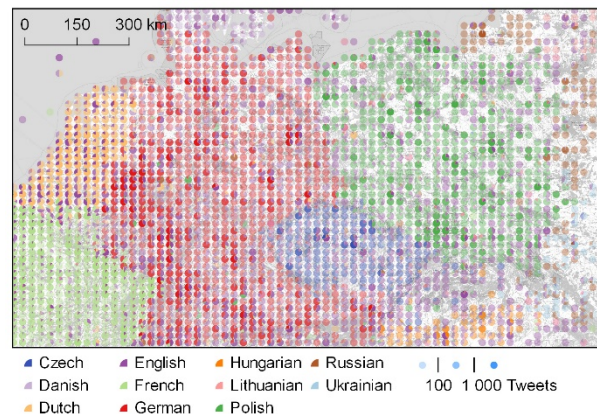 0 150 300 km
Czech English Hungarian Russian
Danish French Lithuanian Ukrainian 100 1 000 Tweets
Dutch German Polish